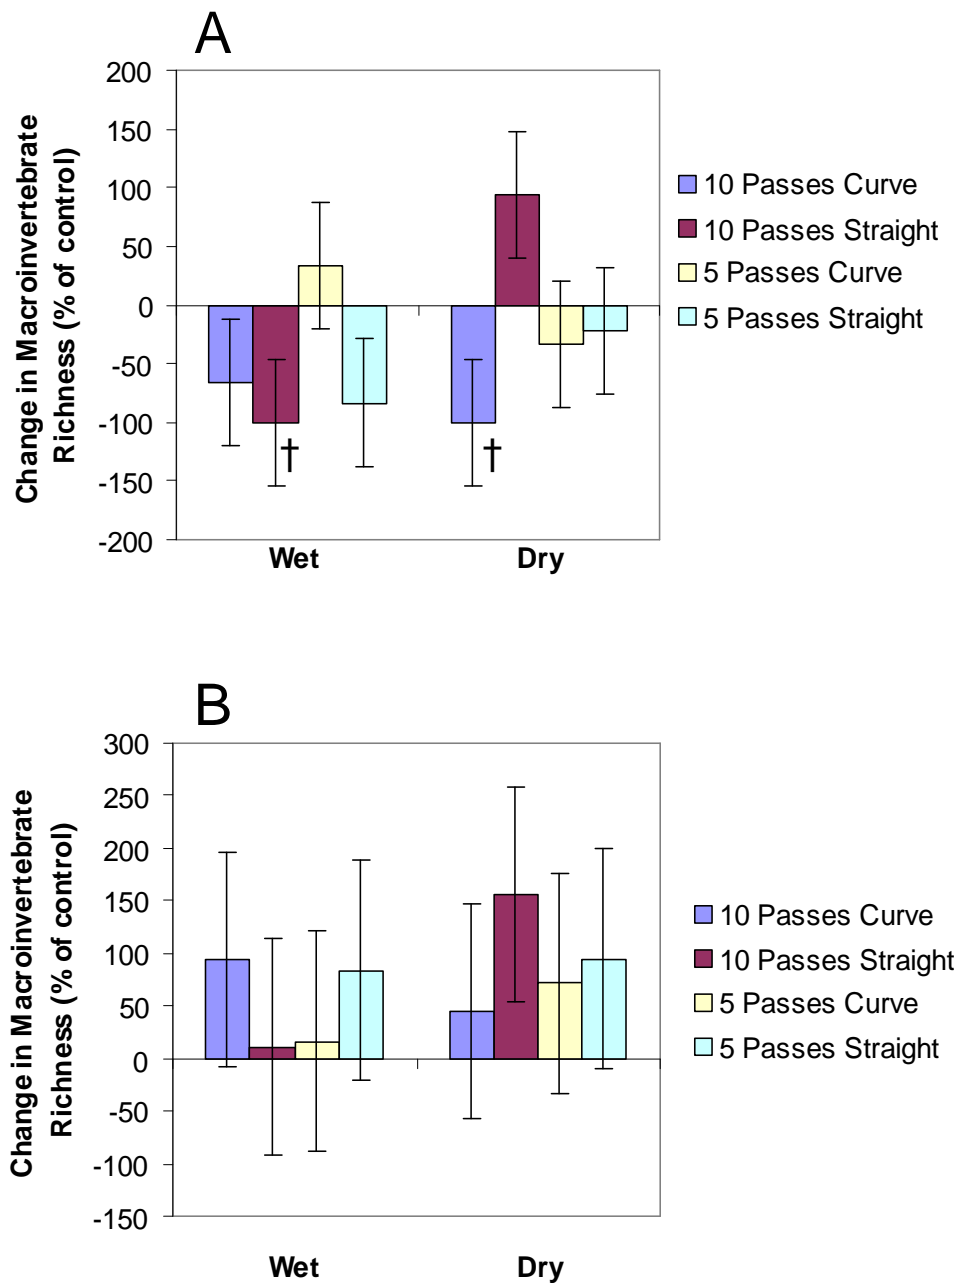 A
Change in Macroinvertebrate
Richness (% of control)
200
150
100
50
0
-50
-100
-150
-200
†
†
Wet
Dry
10 Passes Curve
10 Passes Straight
5 Passes Curve
5 Passes Straight
B
Change in Macroinvertebrate
Richness (% of control)
300
250
200
150
100
50
0
-50
-100
-150
Wet
Dry
10 Passes Curve
10 Passes Straight
5 Passes Curve
5 Passes Straight